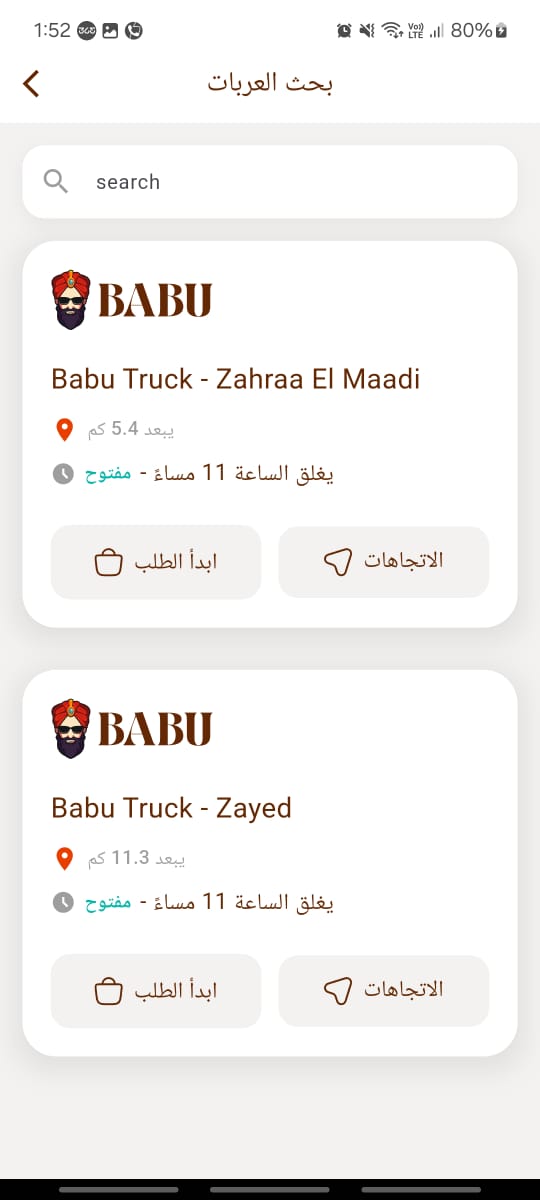 1:52
80%
بحث العربات
search
BABU
Babu Truck - Zahraa El Maadi
يبعد 5.4 كم
مفتوح - يغلق الساعة 11 مساءً
ابدأ الطلب
الاتجاهات
BABU
Babu Truck - Zayed
يبعد 11.3 كم
مفتوح - يغلق الساعة 11 مساءً
ابدأ الطلب
الاتجاهات